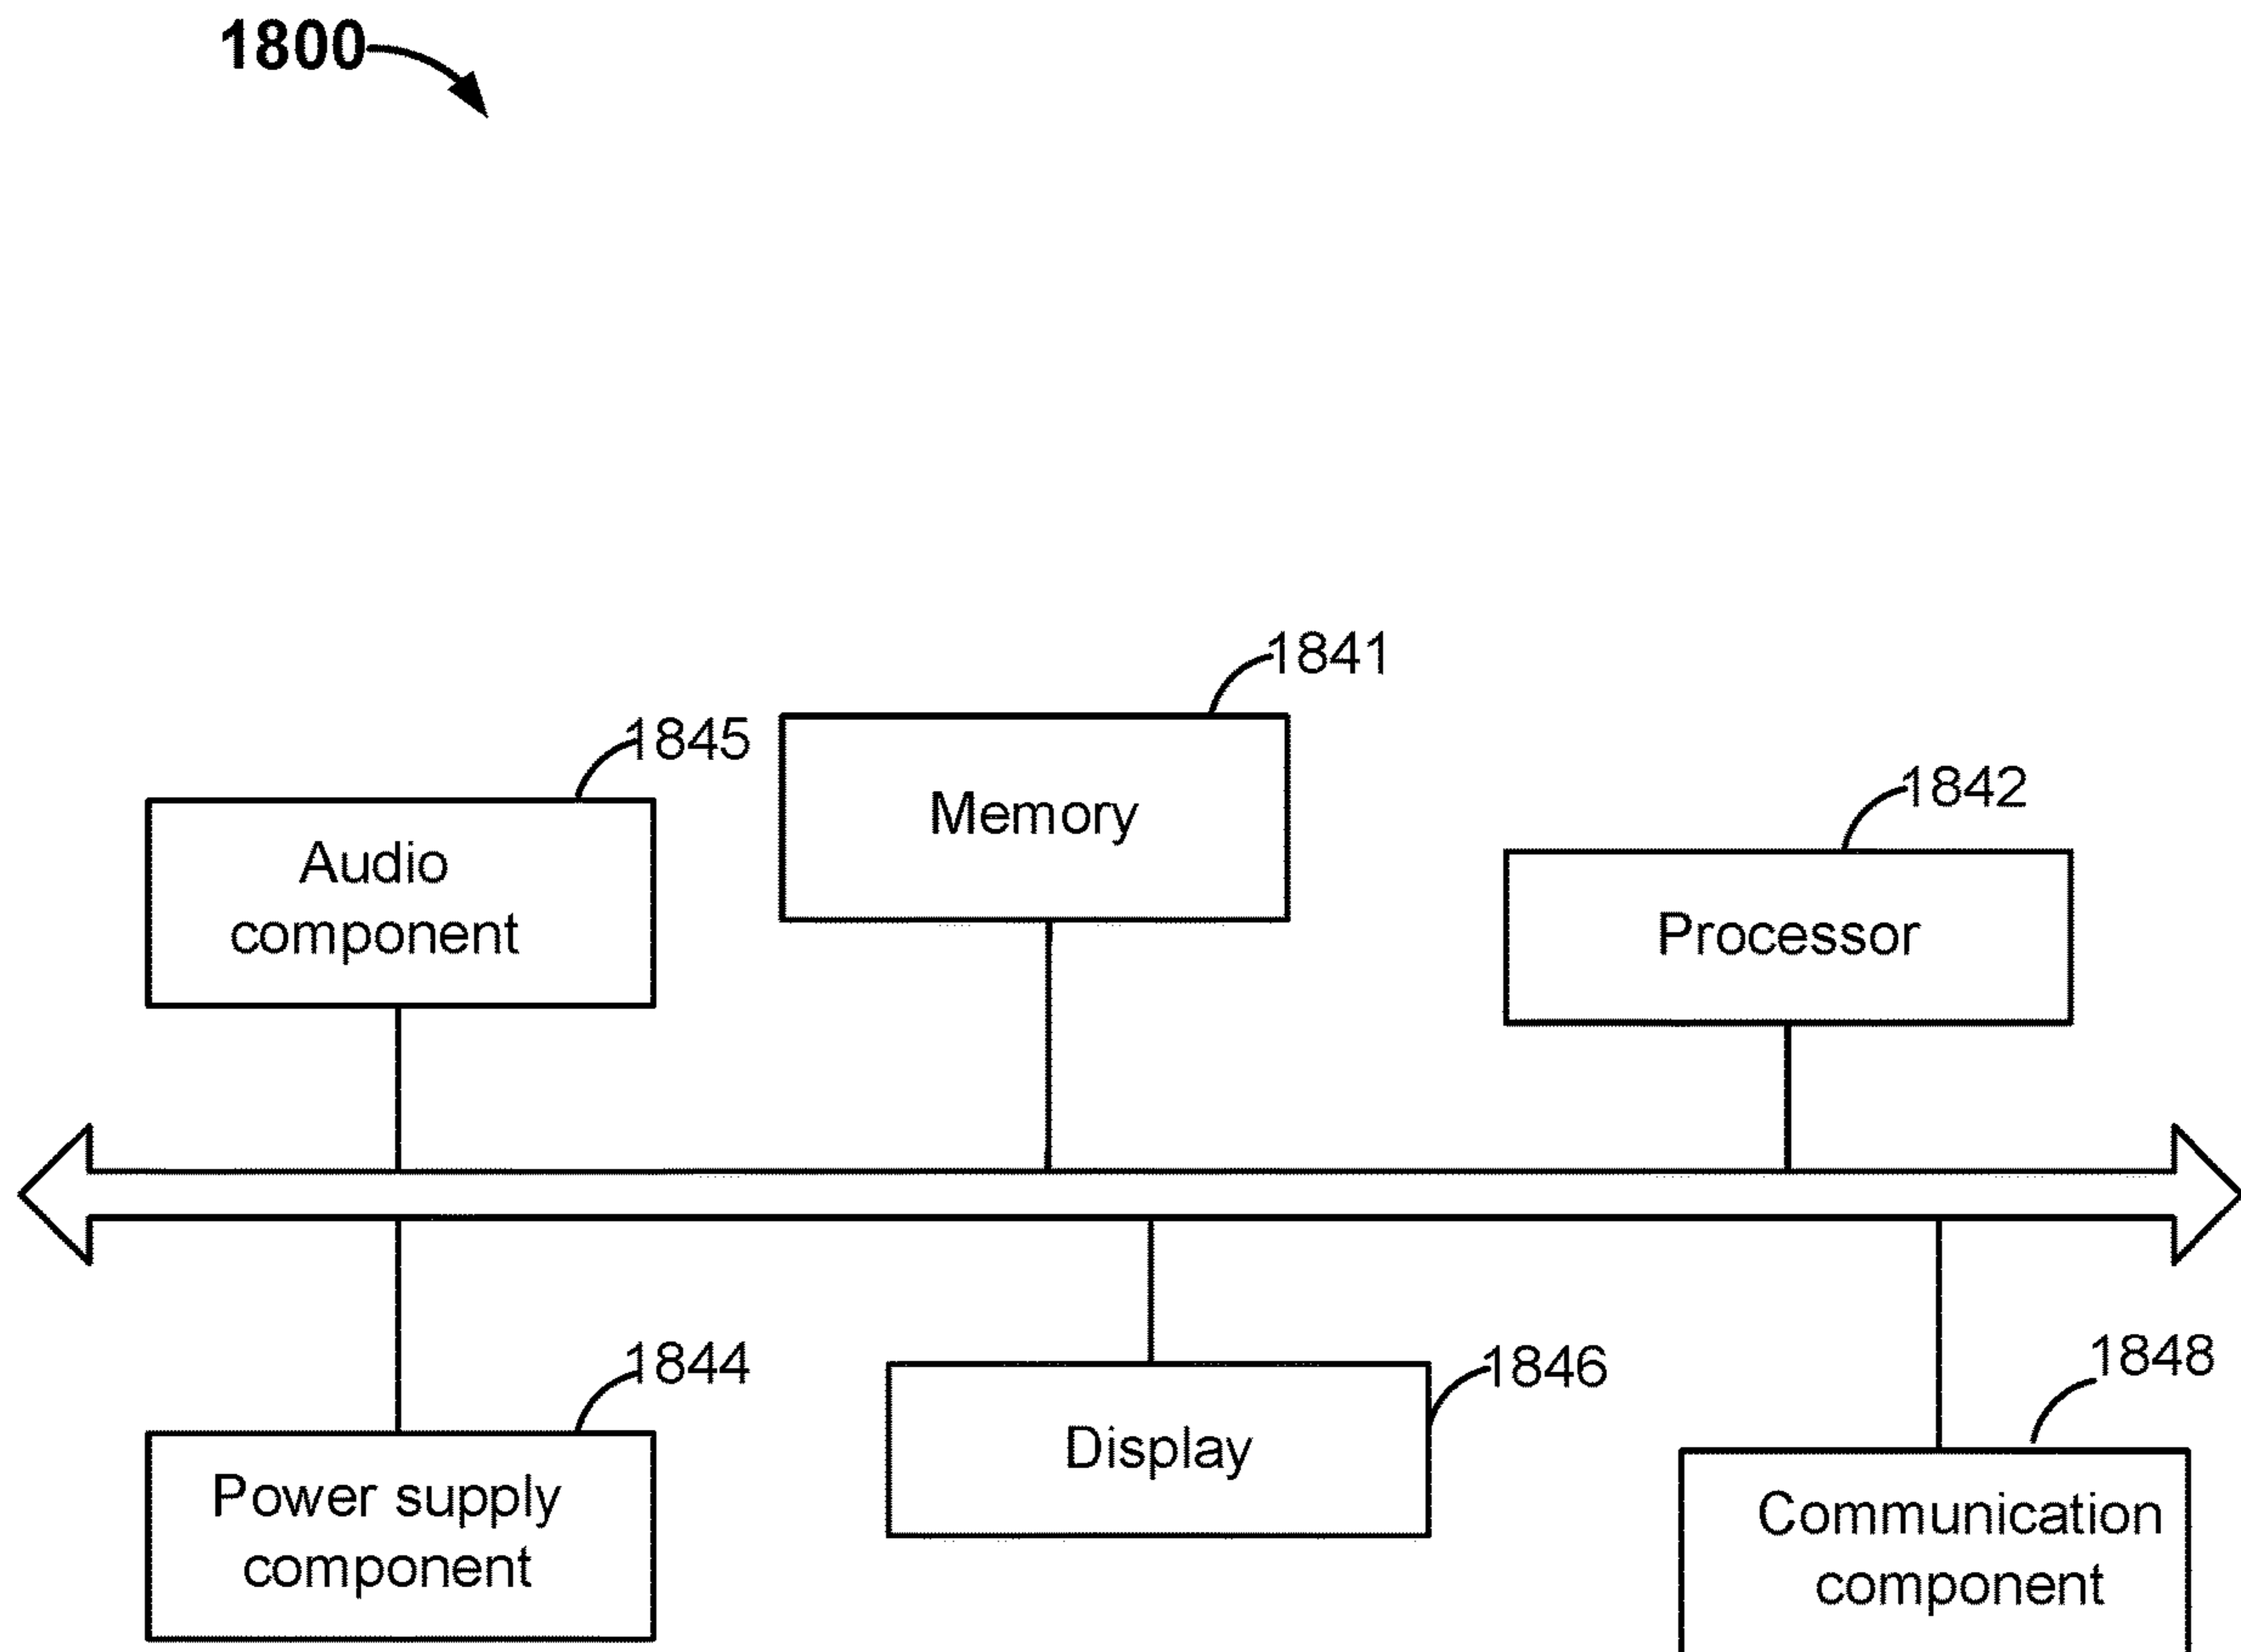 1800
1841
1845
Memory
1842
Audio
component
Processor
1844
1846
1848
Power supply
component
Display
Communication
component